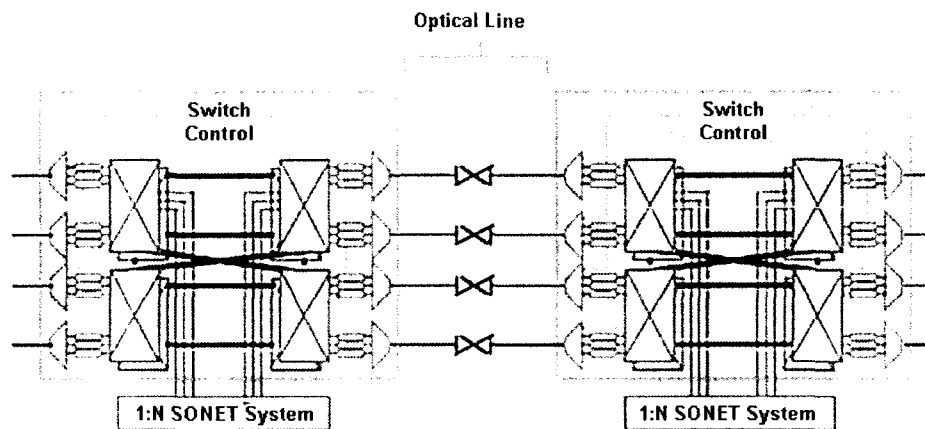 Optical Line
Switch
Control
Switch
Control
1:N SONET System
1:N SONET System